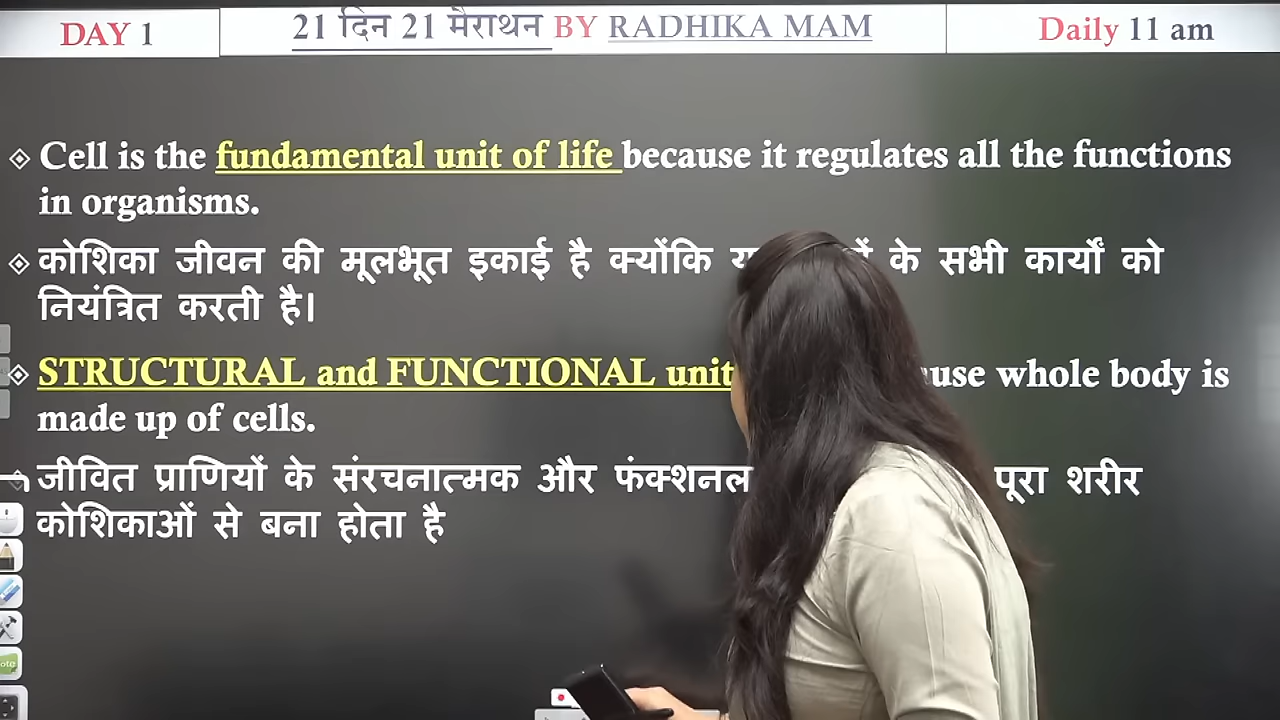 DAY 1
21 दिन 21 मैराथन BY RADHIKA MAM
Daily 11 am
Cell is the fundamental unit of life because it regulates all the functions
in organisms.
कोशिका जीवन की मूलभूत इकाई है क्योंकि के सभी कार्यों को
नियंत्रित करती है।
STRUCTURAL and FUNCTIONAL unit whole body is
made up of cells.
जीवित प्राणियों के संरचनात्मक और फंक्शनल पूरा शरीर
कोशिकाओं से बना होता है